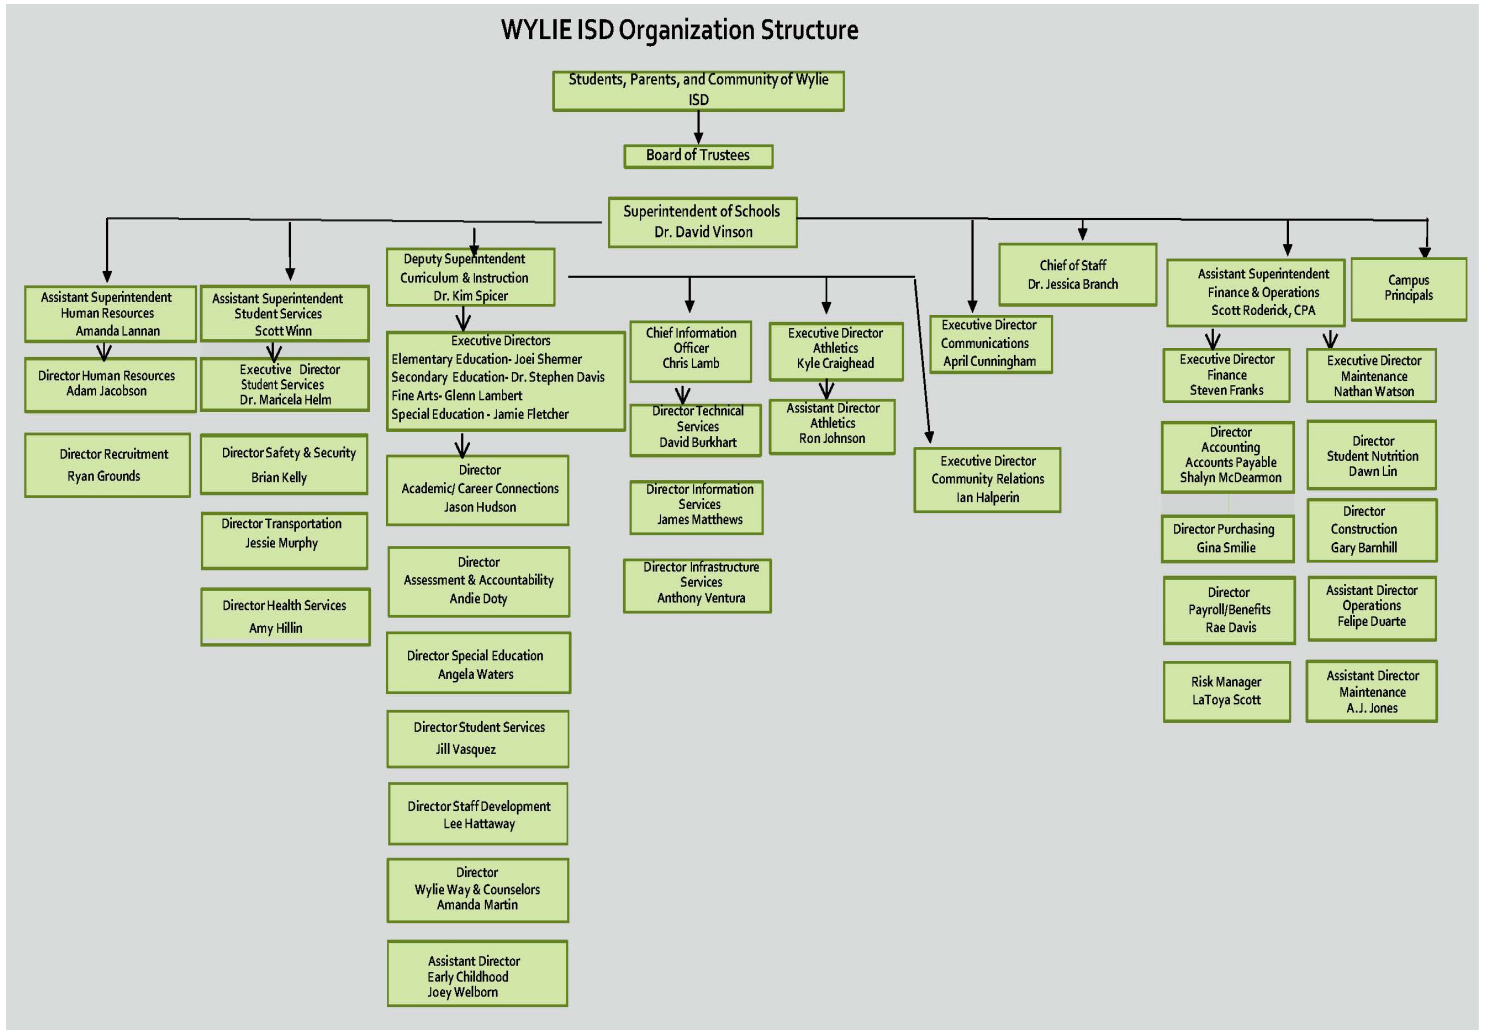 WYLIE ISD Organization Structure
Students, Parents, and Community of Wylie
ISD
Board of Trustees
Superintendent of Schools
Dr. David Vinson
Assistant Superintendent
Human Resources
Amanda Lannan
Director Human Resources
Adam Jacobson
Director Recruitment
Ryan Grounds
Assistant Superintendent
Student Services
Scott Winn
Executive Director
Student Services
Dr. Maricela Helm
Director Safety & Security
Brian Kelly
Director Transportation
Jessie Murphy
Director Health Services
Amy Hillin
Deputy Superintendent
Curriculum & Instruction
Dr. Kim Spicer
Executive Directors
Elementary Education- Joei Shermer
Secondary Education- Dr. Stephen Davis
Fine Arts- Glenn Lambert
Special Education - Jamie Fletcher
Director
Academic/ Career Connections
Jason Hudson
Director
Assessment & Accountability
Andie Doty
Director Special Education
Angela Waters
Director Student Services
Jill Vasquez
Director Staff Development
Lee Hattaway
Director
Wylie Way & Counselors
Amanda Martin
Assistant Director
Early Childhood
Joey Welborn
Chief Information
Officer
Chris Lamb
Director Technical
Services
David Burkhart
Director Information
Services
James Matthews
Director Infrastructure
Services
Anthony Ventura
Executive Director
Athletics
Kyle Craighead
Assistant Director
Athletics
Ron Johnson
Executive Director
Communications
April Cunningham
Executive Director
Community Relations
Ian Halperin
Chief of Staff
Dr. Jessica Branch
Assistant Superintendent
Finance & Operations
Scott Roderick, CPA
Executive Director
Finance
Steven Franks
Director
Accounting
Accounts Payable
Shalyn McDearmon
Director Purchasing
Gina Smilie
Director
Payroll/Benefits
Rae Davis
Risk Manager
LaToya Scott
Executive Director
Maintenance
Nathan Watson
Director
Student Nutrition
Dawn Lin
Director
Construction
Gary Barnhill
Assistant Director
Operations
Felipe Duarte
Assistant Director
Maintenance
A.J. Jones
Campus
Principals